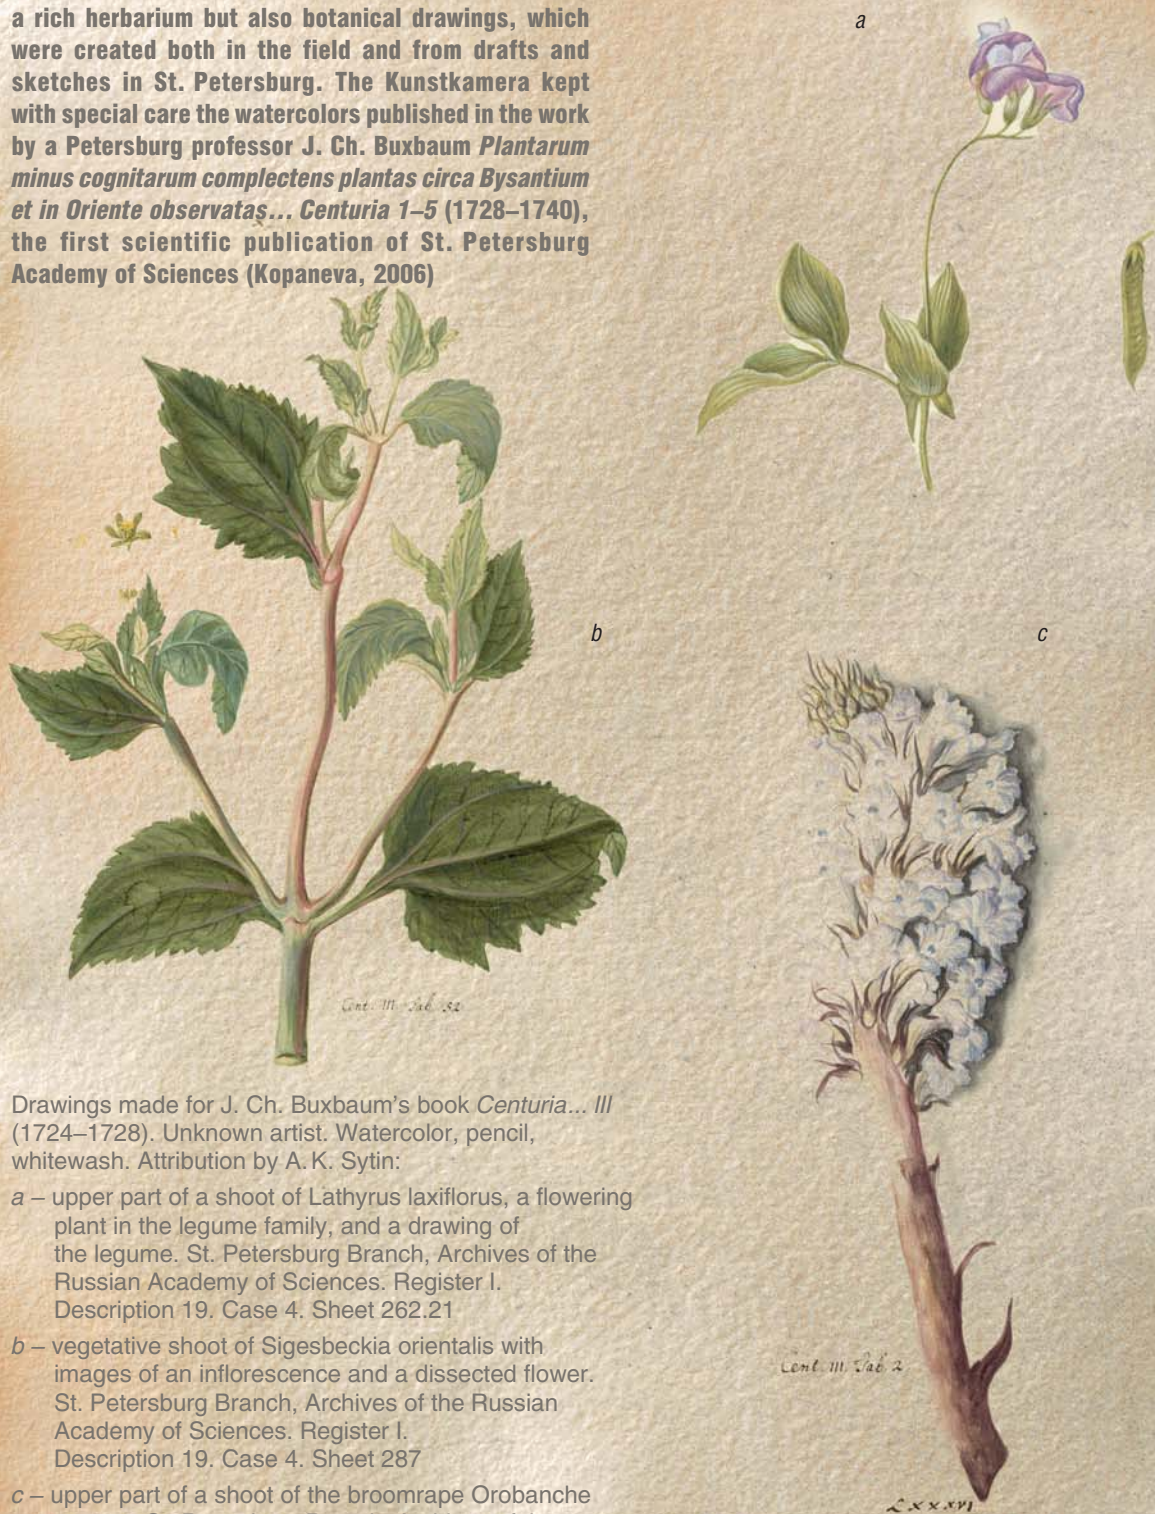 a rich herbarium but also botanical drawings, which
were created both in the field and from drafts and
sketches in St. Petersburg. The Kunstkamera kept
with special care the watercolors published in the work
by a Petersburg professor J. Ch. Buxbaum Plantarum
minus cognitarum complectens plantas circa Bysantium
et in Oriente observatas... Centuria 1–5 (1728–1740),
the first scientific publication of St. Petersburg
Academy of Sciences (Kopaneva, 2006)
a
b
c
Cent. III. Tab. 52
Cent. III. Tab. 2
LXXXVI
Drawings made for J. Ch. Buxbaum's book Centuria... III
(1724–1728). Unknown artist. Watercolor, pencil,
whitewash. Attribution by A. K. Sytin:
a – upper part of a shoot of Lathyrus laxiflorus, a flowering
plant in the legume family, and a drawing of
the legume. St. Petersburg Branch, Archives of the
Russian Academy of Sciences. Register I.
Description 19. Case 4. Sheet 262.21
b – vegetative shoot of Sigesbeckia orientalis with
images of an inflorescence and a dissected flower.
St. Petersburg Branch, Archives of the Russian
Academy of Sciences. Register I.
Description 19. Case 4. Sheet 287
c – upper part of a shoot of the broomrape Orobanche